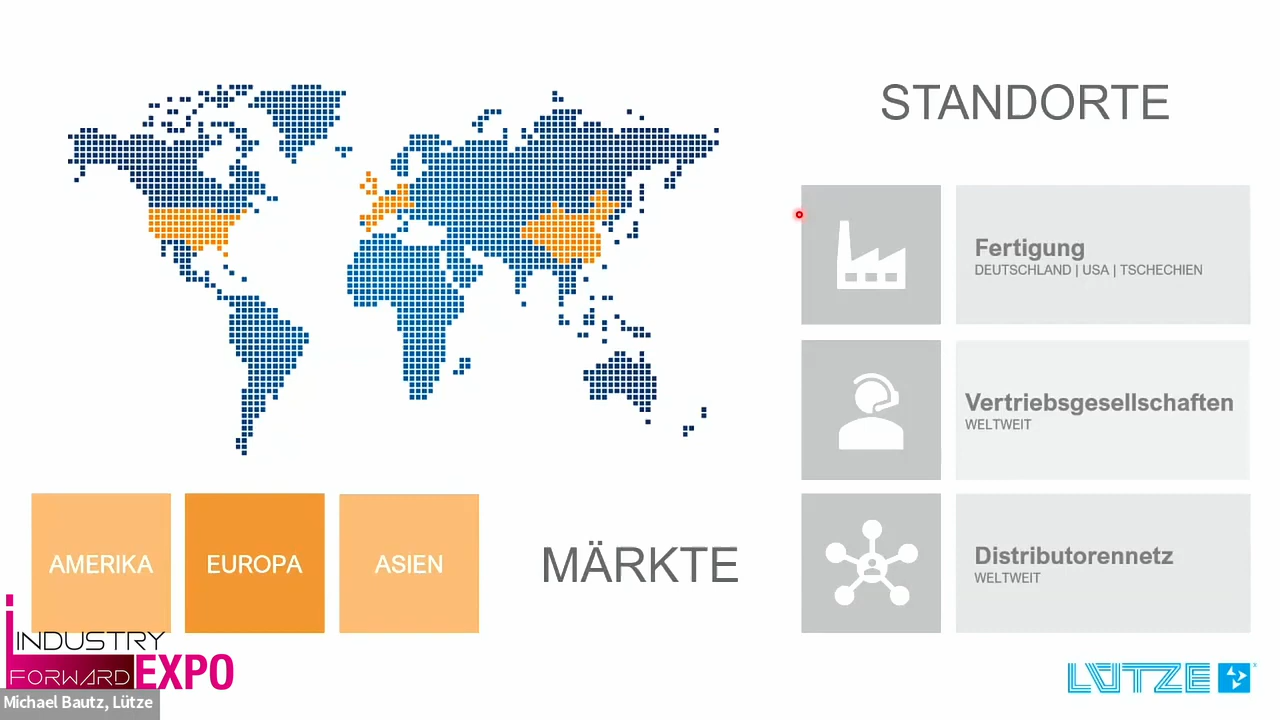 STANDORTE
Fertigung
DEUTSCHLAND | USA | TSCHECHIEN
Vertriebsgesellschaften
WELTWEIT
Distributorennetz
WELTWEIT
AMERIKA
EUROPA
ASIEN
MÄRKTE
INDUSTRY
FORWARD EXPO
Michael Bautz, Lütze
LÜTZE